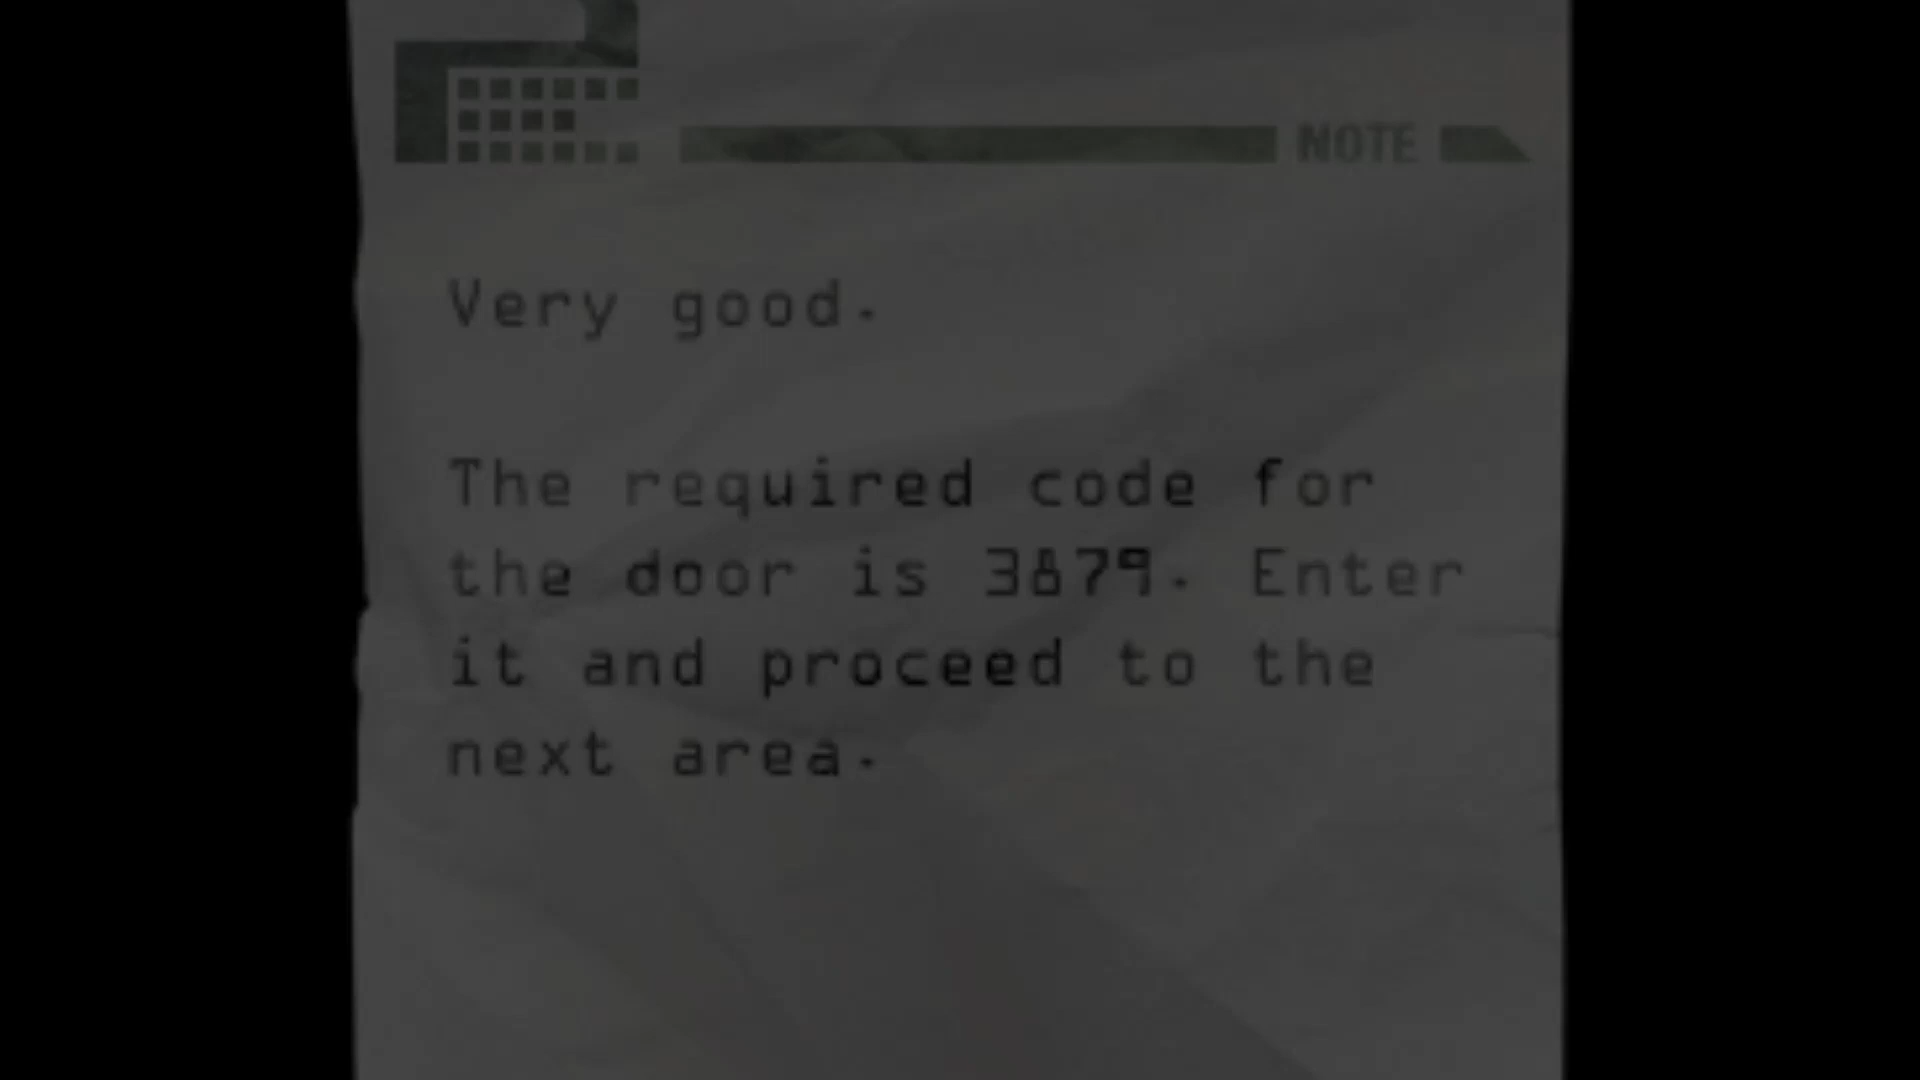 NOTE
Very good.
The required code for
the door is 3879. Enter
it and proceed to the
next area.